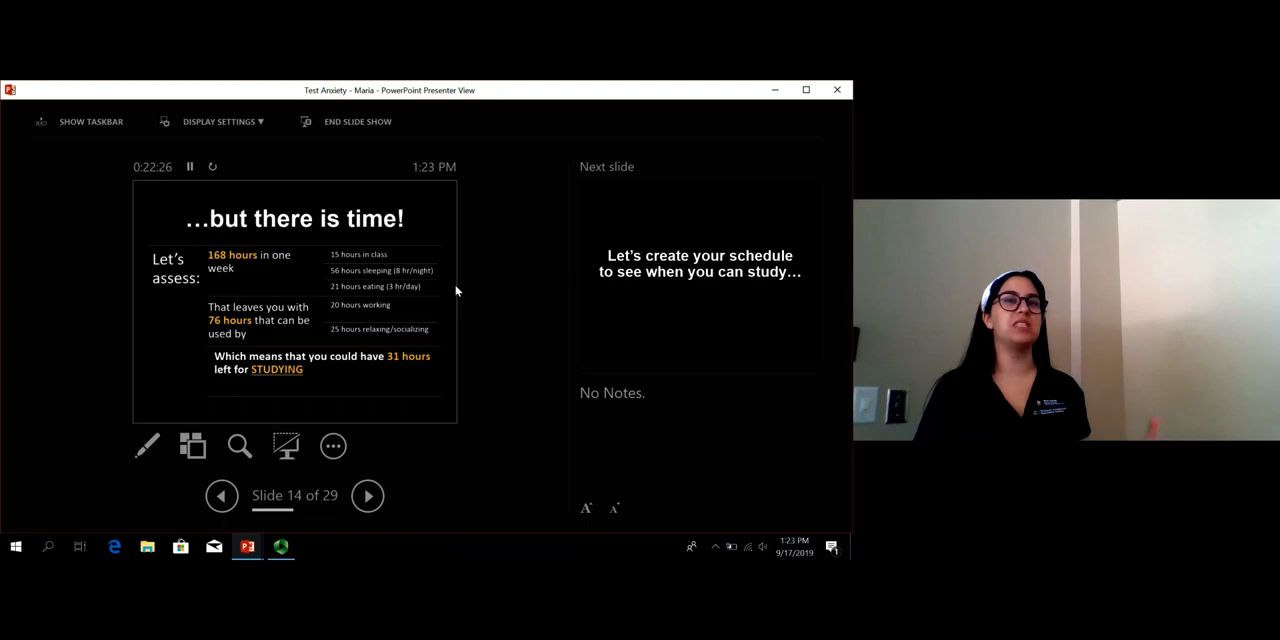 Test Anxiety - Maria - PowerPoint Presenter View
SHOW TASKBAR
DISPLAY SETTINGS ▼
END SLIDE SHOW
0:22:26
1:23 PM
…but there is time!
Let's
assess:
168 hours in one
week
15 hours in class
56 hours sleeping (8 hr/night)
21 hours eating (3 hr/day)
That leaves you with
76 hours that can be
used by
20 hours working
25 hours relaxing/socializing
Which means that you could have 31 hours
left for STUDYING
Slide 14 of 29
Next slide
Let's create your schedule
to see when you can study…
No Notes.
1:23 PM
9/17/2019